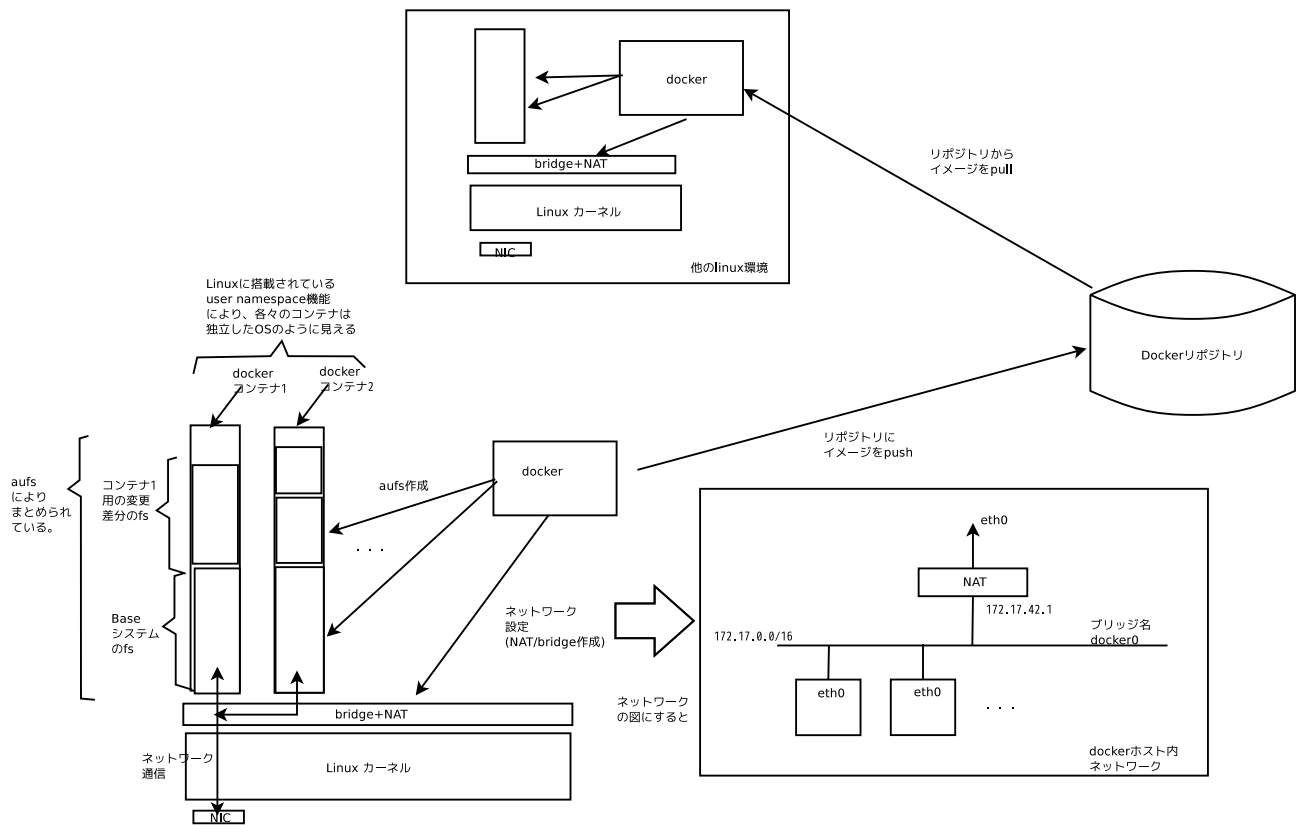 docker
bridge+NAT
Linux カーネル
NIC
他のlinux環境
リポジトリから
イメージをpull
Dockerリポジトリ
リポジトリに
イメージをpush
Linuxに搭載されている
user namespace機能
により、各々のコンテナは
独立したOSのように見える
docker
コンテナ1
docker
コンテナ2
aufs
により
まとめられ
ている。
コンテナ1
用の変更
差分のfs
Base
システム
のfs
docker
aufs作成
. . .
ネットワーク
設定
(NAT/bridge作成)
bridge+NAT
ネットワーク
通信
Linux カーネル
NIC
ネットワーク
の図にすると
eth0
NAT
172.17.42.1
172.17.0.0/16
ブリッジ名
docker0
eth0
eth0
. . .
dockerホスト内
ネットワーク